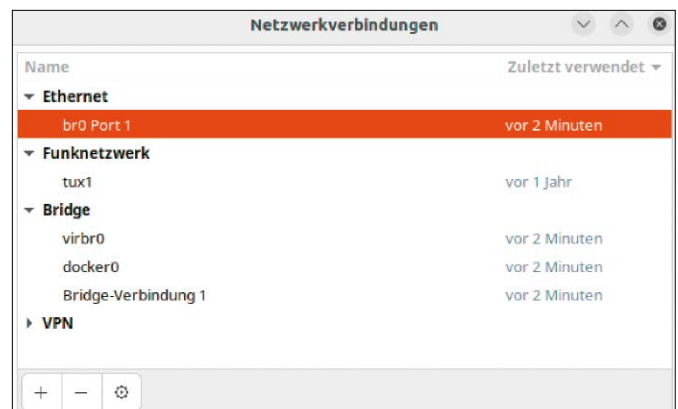 Netzwerkverbindungen
Name Zuletzt verwendet
Ethernet
br0 Port 1 vor 2 Minuten
Funknetzwerk
tux1 vor 1 Jahr
Bridge
virbr0 vor 2 Minuten
docker0 vor 2 Minuten
Bridge-Verbindung 1 vor 2 Minuten
VPN